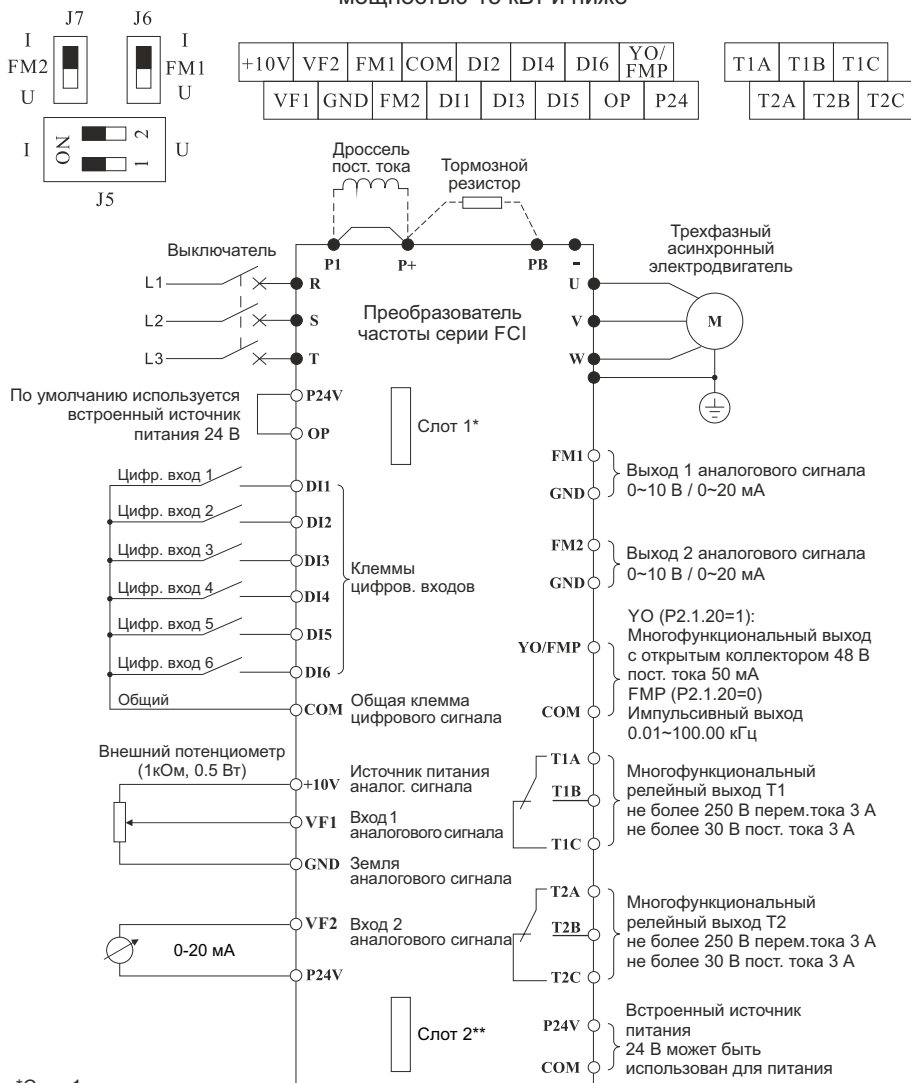 мощностью 15 кВт и ниже
J7
J6
I
FM2
U
I
FM1
U
+10V VF2 FM1 COM DI2 DI4 DI6 YO/FMP
VF1 GND FM2 DI1 DI3 DI5 OP P24
T1A T1B T1C
T2A T2B T2C
I
ON
2
1
U
J5
Дроссель
пост. тока
Тормозной
резистор
Выключатель
P1
P+
PB
-
Трехфазный
асинхронный
электродвигатель
L1
R
L2
S
L3
T
Преобразователь
частоты серии FCI
U
V
W
M
По умолчанию используется
встроенный источник
питания 24 В
P24V
OP
Слот 1*
Цифр. вход 1
DI1
Цифр. вход 2
DI2
Цифр. вход 3
DI3
Цифр. вход 4
DI4
Цифр. вход 5
DI5
Цифр. вход 6
DI6
Клеммы
цифров. входов
Общий
COM
Общая клемма
цифрового сигнала
FM1
GND
Выход 1 аналогового сигнала
0~10 В / 0~20 мА
FM2
GND
Выход 2 аналогового сигнала
0~10 В / 0~20 мА
YO/FMP
COM
YO (P2.1.20=1):
Многофункциональный выход
с открытым коллектором 48 В
пост. тока 50 мА
FMP (P2.1.20=0)
Импульсивный выход
0.01~100.00 кГц
Внешний потенциометр
(1кОм, 0.5 Вт)
+10V
Источник питания
аналог. сигнала
VF1
Вход 1
аналогового сигнала
GND
Земля
аналогового сигнала
T1A
T1B
T1C
Многофункциональный
релейный выход T1
не более 250 В перем.тока 3 А
не более 30 В пост. тока 3 А
0-20 мА
VF2
Вход 2
аналогового сигнала
P24V
T2A
T2B
T2C
Многофункциональный
релейный выход T2
не более 250 В перем.тока 3 А
не более 30 В пост. тока 3 А
Слот 2**
P24V
COM
Встроенный источник
питания
24 В может быть
использован для питания